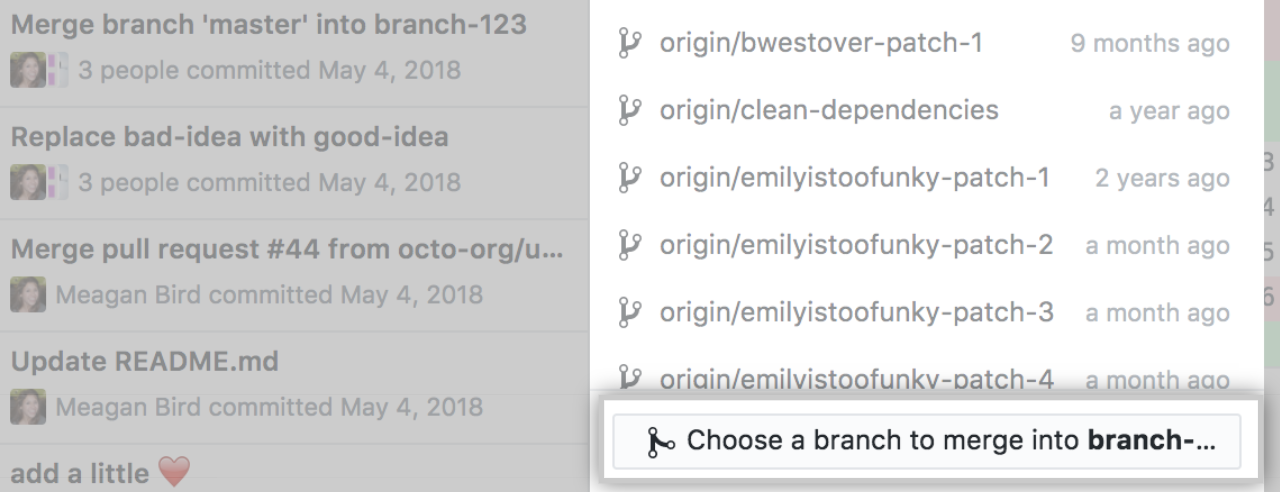 Merge branch 'master' into branch-123
3 people committed May 4, 2018
Replace bad-idea with good-idea
3 people committed May 4, 2018
Merge pull request #44 from octo-org/u...
Meagan Bird committed May 4, 2018
Update README.md
Meagan Bird committed May 4, 2018
add a little ❤️
origin/bwestover-patch-1 9 months ago
origin/clean-dependencies a year ago
origin/emilyistoofunky-patch-1 2 years ago
origin/emilyistoofunky-patch-2 a month ago
origin/emilyistoofunky-patch-3 a month ago
origin/emilyistoofunky-patch-4 a month ago
Choose a branch to merge into branch-...
3
4
5
6